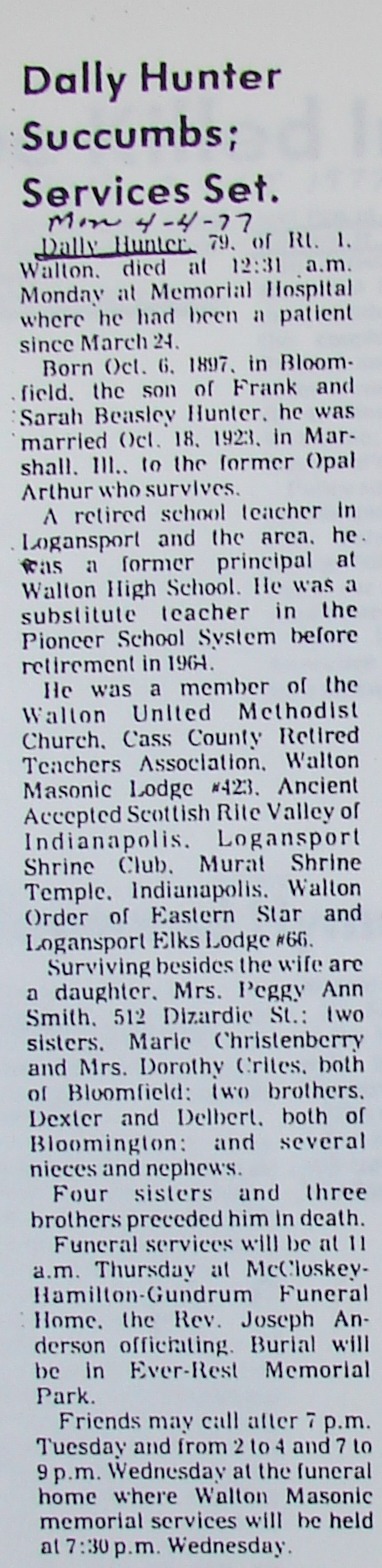 Dally Hunter
Succumbs;
Services Set.
Mon 4-4-77
Dally Hunter, 79, of Rt. 1,
Walton, died at 12:31 a.m.
Monday at Memorial Hospital
where he had been a patient
since March 24.
Born Oct. 6, 1897, in Bloom-
field, the son of Frank and
Sarah Beasley Hunter, he was
married Oct. 18, 1923, in Mar-
shall, Ill., to the former Opal
Arthur who survives.
A retired school teacher in
Logansport and the area, he
was a former principal at
Walton High School. He was a
substitute teacher in the
Pioneer School System before
retirement in 1964.
He was a member of the
Walton United Methodist
Church, Cass County Retired
Teachers Association, Walton
Masonic Lodge #423, Ancient
Accepted Scottish Rite Valley of
Indianapolis, Logansport
Shrine Club, Murat Shrine
Temple, Indianapolis, Walton
Order of Eastern Star and
Logansport Elks Lodge #66.
Surviving besides the wife are
a daughter, Mrs. Peggy Ann
Smith, 512 Dizardie St.; two
sisters, Marie Christenberry
and Mrs. Dorothy Crites, both
of Bloomfield; two brothers,
Dexter and Delbert, both of
Bloomington; and several
nieces and nephews.
Four sisters and three
brothers preceded him in death.
Funeral services will be at 11
a.m. Thursday at McCloskey-
Hamilton-Gundrum Funeral
Home, the Rev. Joseph An-
derson officiating. Burial will
be in Ever-Rest Memorial
Park.
Friends may call after 7 p.m.
Tuesday and from 2 to 4 and 7 to
9 p.m. Wednesday at the funeral
home where Walton Masonic
memorial services will be held
at 7:30 p.m. Wednesday.